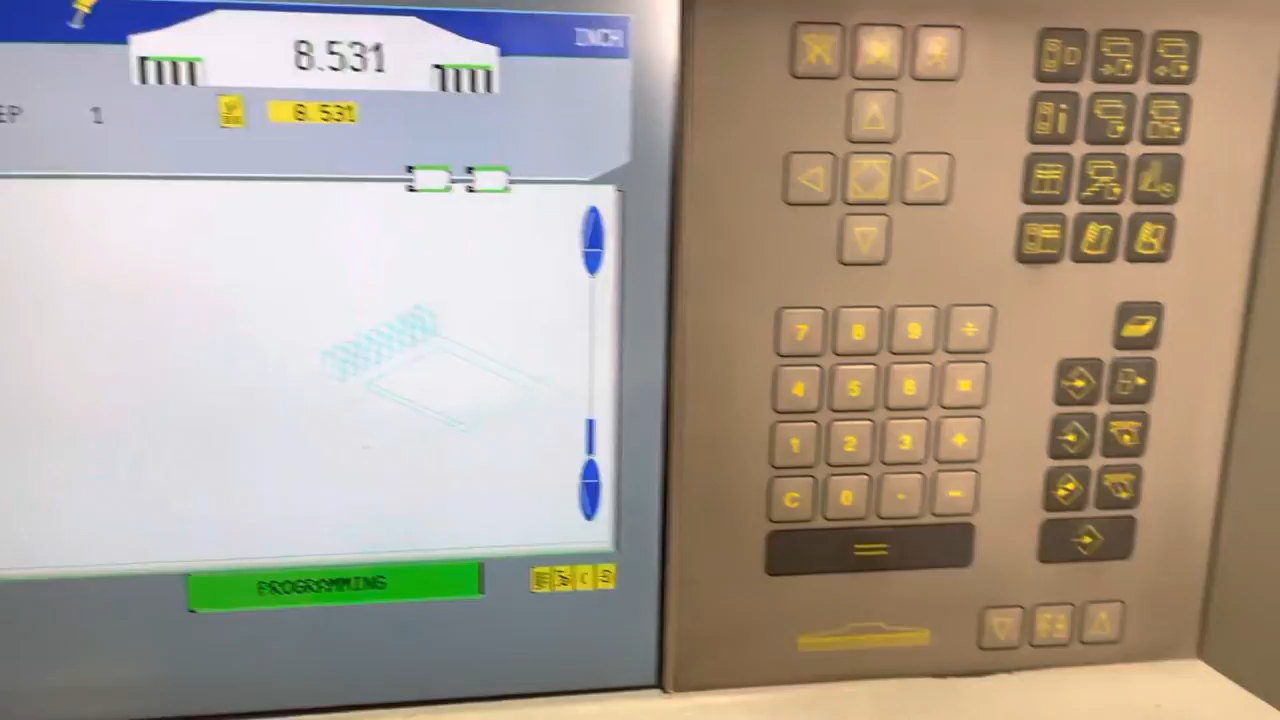 INCH
8.531
EP 1 8.531
PROGRAMMING
D
i
7 8 9 ÷
4 5 6
1 2 3 +
C 0 . -
=